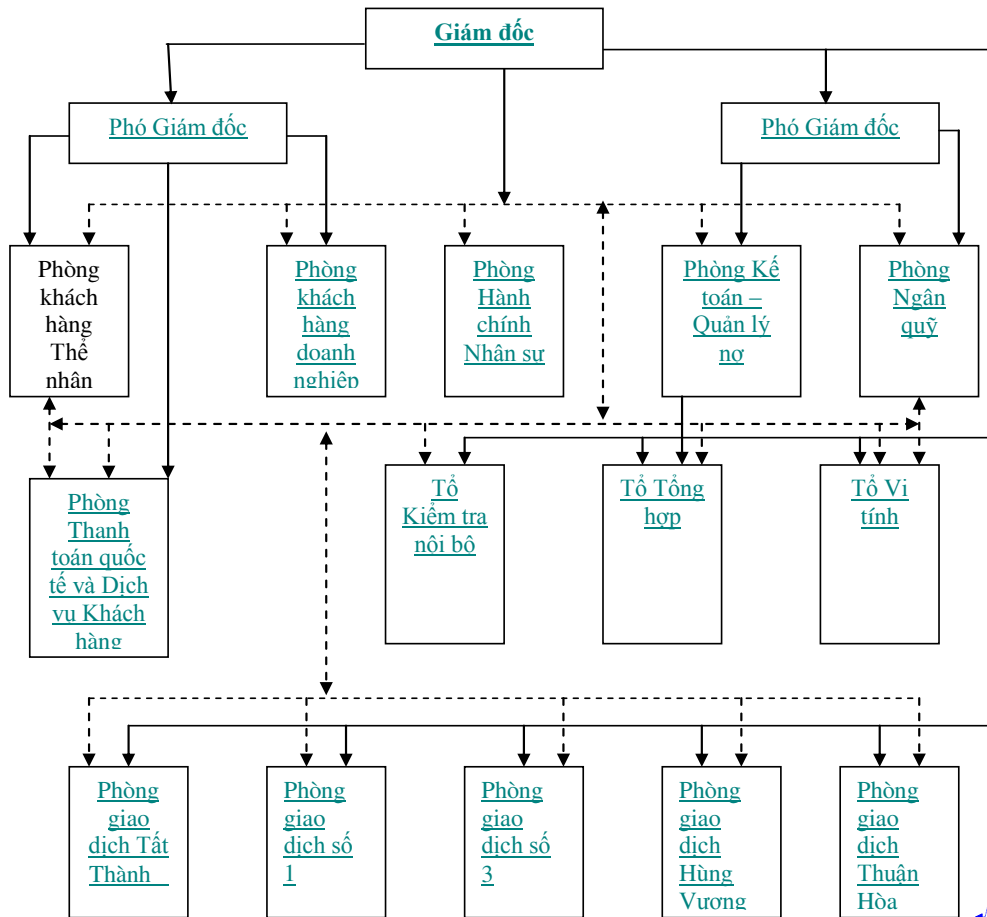 Giám đốc
Phó Giám đốc
Phó Giám đốc
Phòng
khách
hàng
Thể
nhân
Phòng
khách
hàng
doanh
nghiệp
Phòng
Hành
chính
Nhân sự
Phòng Kế
toán –
Quản lý
nợ
Phòng
Ngân
quỹ
Phòng
Thanh
toán quốc
tế và Dịch
vụ Khách
hàng
Tổ
Kiểm tra
nội bộ
Tổ Tổng
hợp
Tổ Vi
tính
Phòng
giao
dịch Tất
Thành
Phòng
giao
dịch số
1
Phòng
giao
dịch số
3
Phòng
giao
dịch
Hùng
Vương
Phòng
giao
dịch
Thuận
Hòa